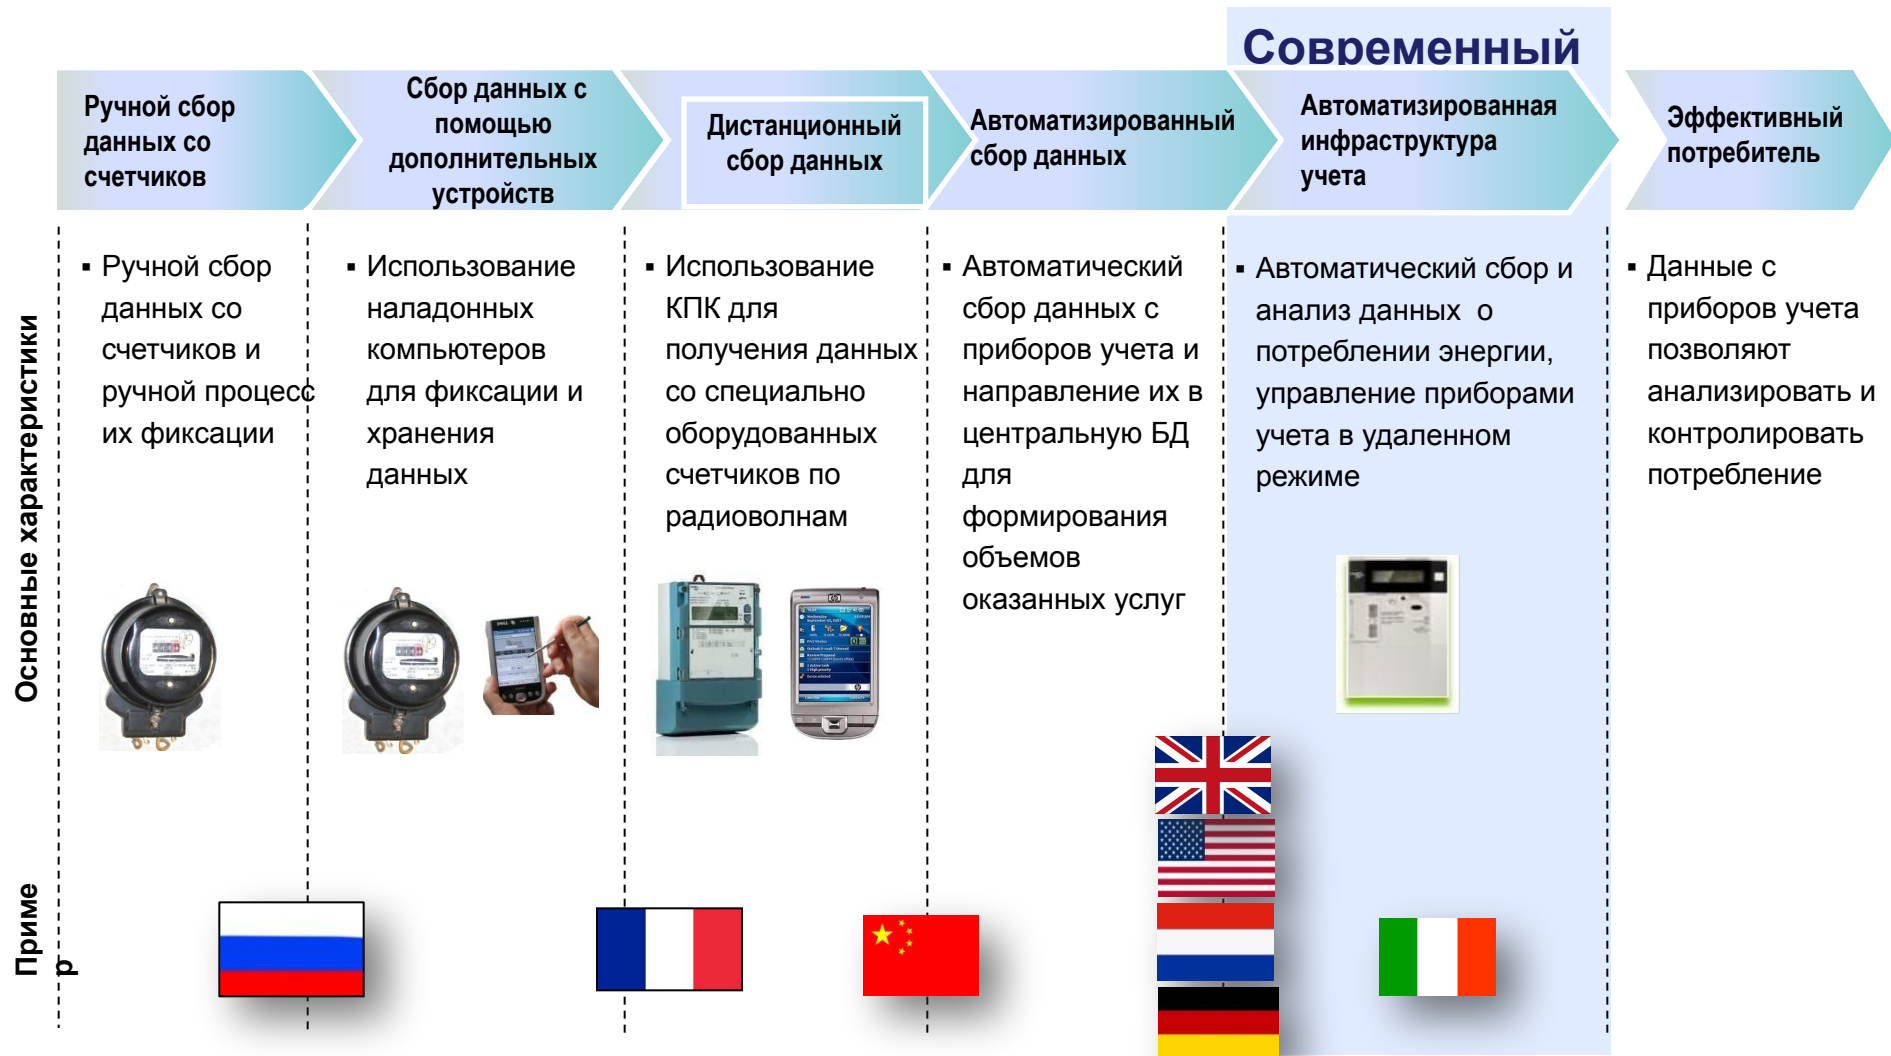 Современный
Ручной сбор
данных со
счетчиков
Сбор данных с
помощью
дополнительных
устройств
Дистанционный
сбор данных
Автоматизированный
сбор данных
Автоматизированная
инфраструктура
учета
Эффективный
потребитель
Основные характеристики
▪ Ручной сбор
данных со
счетчиков и
ручной процесс
их фиксации
▪ Использование
наладонных
компьютеров
для фиксации и
хранения
данных
▪ Использование
КПК для
получения данных
со специально
оборудованных
счетчиков по
радиоволнам
▪ Автоматический
сбор данных с
приборов учета и
направление их в
центральную БД
для
формирования
объемов
оказанных услуг
▪ Автоматический сбор и
анализ данных о
потреблении энергии,
управление приборами
учета в удаленном
режиме
▪ Данные с
приборов учета
позволяют
анализировать и
контролировать
потребление
Приме
р